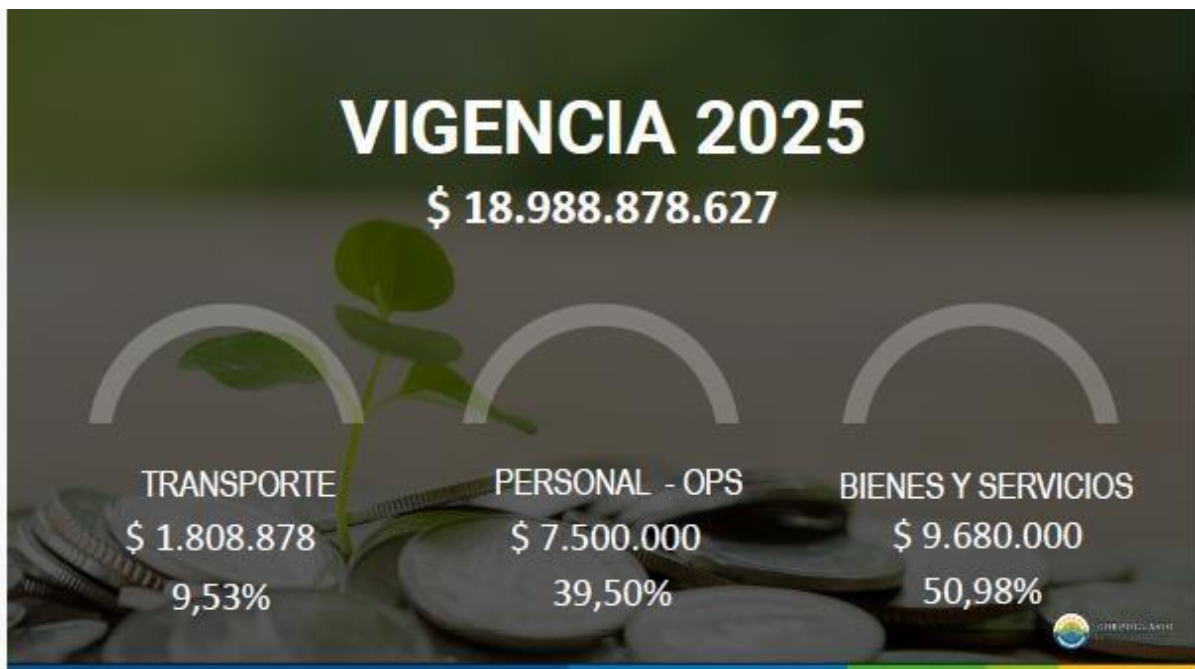 VIGENCIA 2025
$ 18.988.878.627
TRANSPORTE
$ 1.808.878
9,53%
PERSONAL - OPS
$ 7.500.000
39,50%
BIENES Y SERVICIOS
$ 9.680.000
50,98%